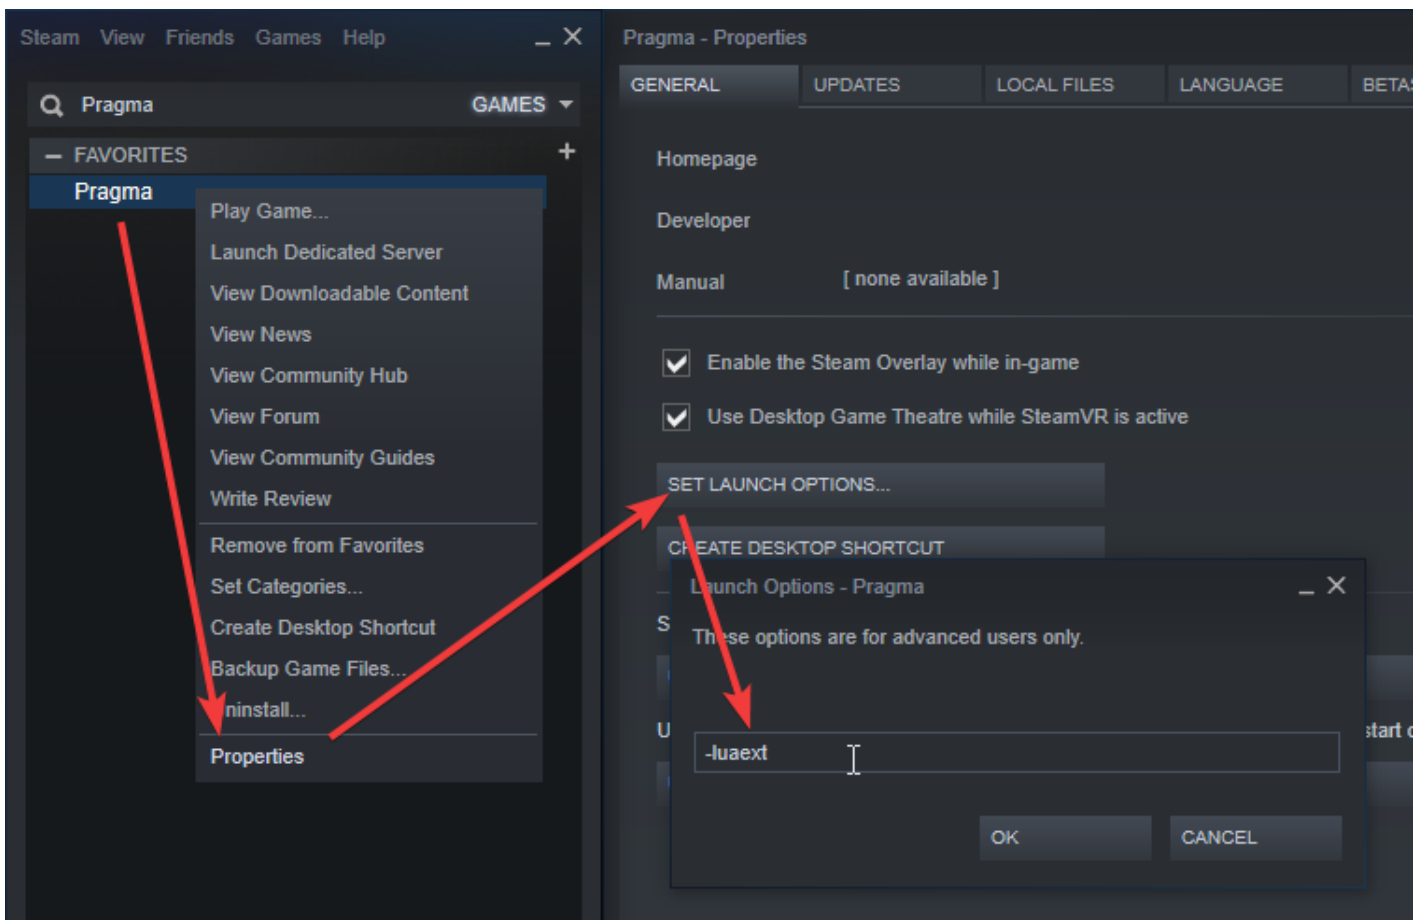 Steam View Friends Games Help
Pragma
GAMES
FAVORITES
Pragma
Play Game...
Launch Dedicated Server
View Downloadable Content
View News
View Community Hub
View Forum
View Community Guides
Write Review
Remove from Favorites
Set Categories...
Create Desktop Shortcut
Backup Game Files...
Uninstall...
Properties
Pragma - Properties
GENERAL UPDATES LOCAL FILES LANGUAGE BETAS
Homepage
Developer
Manual [ none available ]
Enable the Steam Overlay while in-game
Use Desktop Game Theatre while SteamVR is active
SET LAUNCH OPTIONS...
CREATE DESKTOP SHORTCUT
Launch Options - Pragma
S
These options are for advanced users only.
U
start
-luaext
OK CANCEL